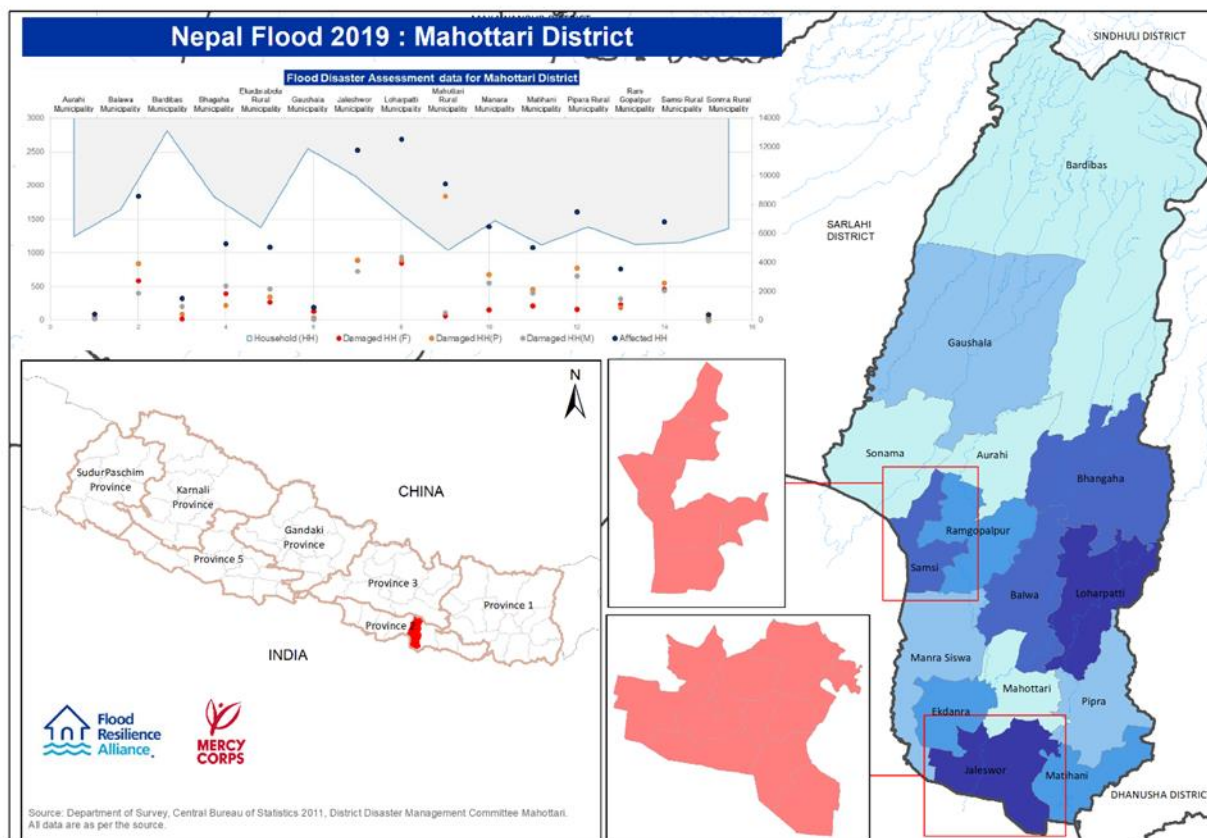 Nepal Flood 2019 : Mahottari District
SINDHULI DISTRICT
Flood Disaster Assessment data for Mahottari District
Aurahi Municipality
Balawa Municipality
Bardibas Municipality
Bhagaha Municipality
Rural Municipality
Gaushala Municipality
Jaleshwor Municipality
Loharpatti Municipality
Mahottari Rural Municipality
Manara Municipality
Matihani Municipality
Pipara Rural Municipality
Ram Gopalpur Municipality
Samsi Rural Municipality
Sonma Rural Municipality
3000
2500
2000
1500
1000
500
0
14000
12000
10000
8000
6000
4000
2000
0
0 2 4 6 8 10 12 14 16
Household (HH) Damaged HH (F) Damaged HH(P) Damaged HH(M) Affected HH
N
SudurPaschim
Province
Karnali
Province
CHINA
Gandaki
Province
Province 5
Province 3
Province 1
Province
INDIA
Flood
Resilience
Alliance.
MERCY
CORPS
Source: Department of Survey, Central Bureau of Statistics 2011, District Disaster Management Committee Mahottari.
All data are as per the source.
Bardibas
SARLAHI
DISTRICT
Gaushala
Sonama
Aurahi
Bhangaha
Ramgopalpur
Samsi
Balwa
Loharpatti
Manra Siswa
Mahottari
Pipra
Ekdanra
Jaleswor
Matihani
DHANUSHA DISTRICT